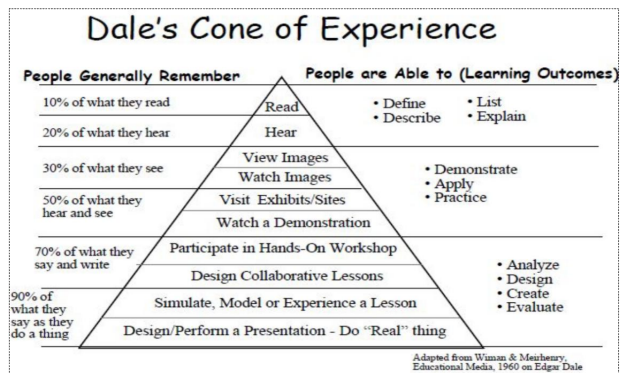 Dale's Cone of Experience
People Generally Remember
People are Able to (Learning Outcomes)
10% of what they read
Read
• Define
• List
• Describe
• Explain
20% of what they hear
Hear
30% of what they see
View Images
Watch Images
• Demonstrate
• Apply
• Practice
50% of what they
hear and see
Visit Exhibits/Sites
Watch a Demonstration
70% of what they
say and write
Participate in Hands-On Workshop
Design Collaborative Lessons
• Analyze
• Design
• Create
• Evaluate
90% of
what they
say as they
do a thing
Simulate, Model or Experience a Lesson
Design/Perform a Presentation - Do “Real” thing
Adapted from Wiman & Meirhenry,
Educational Media, 1960 on Edgar Dale